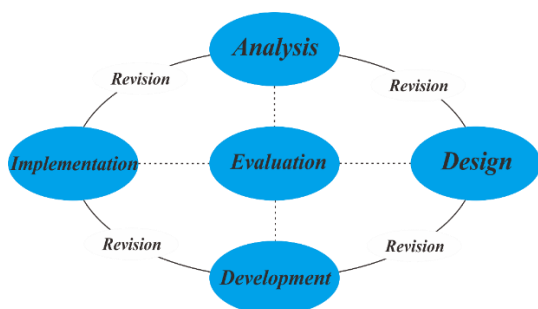 Analysis
Revision
Revision
Implementation
Evaluation
Design
Revision
Revision
Development